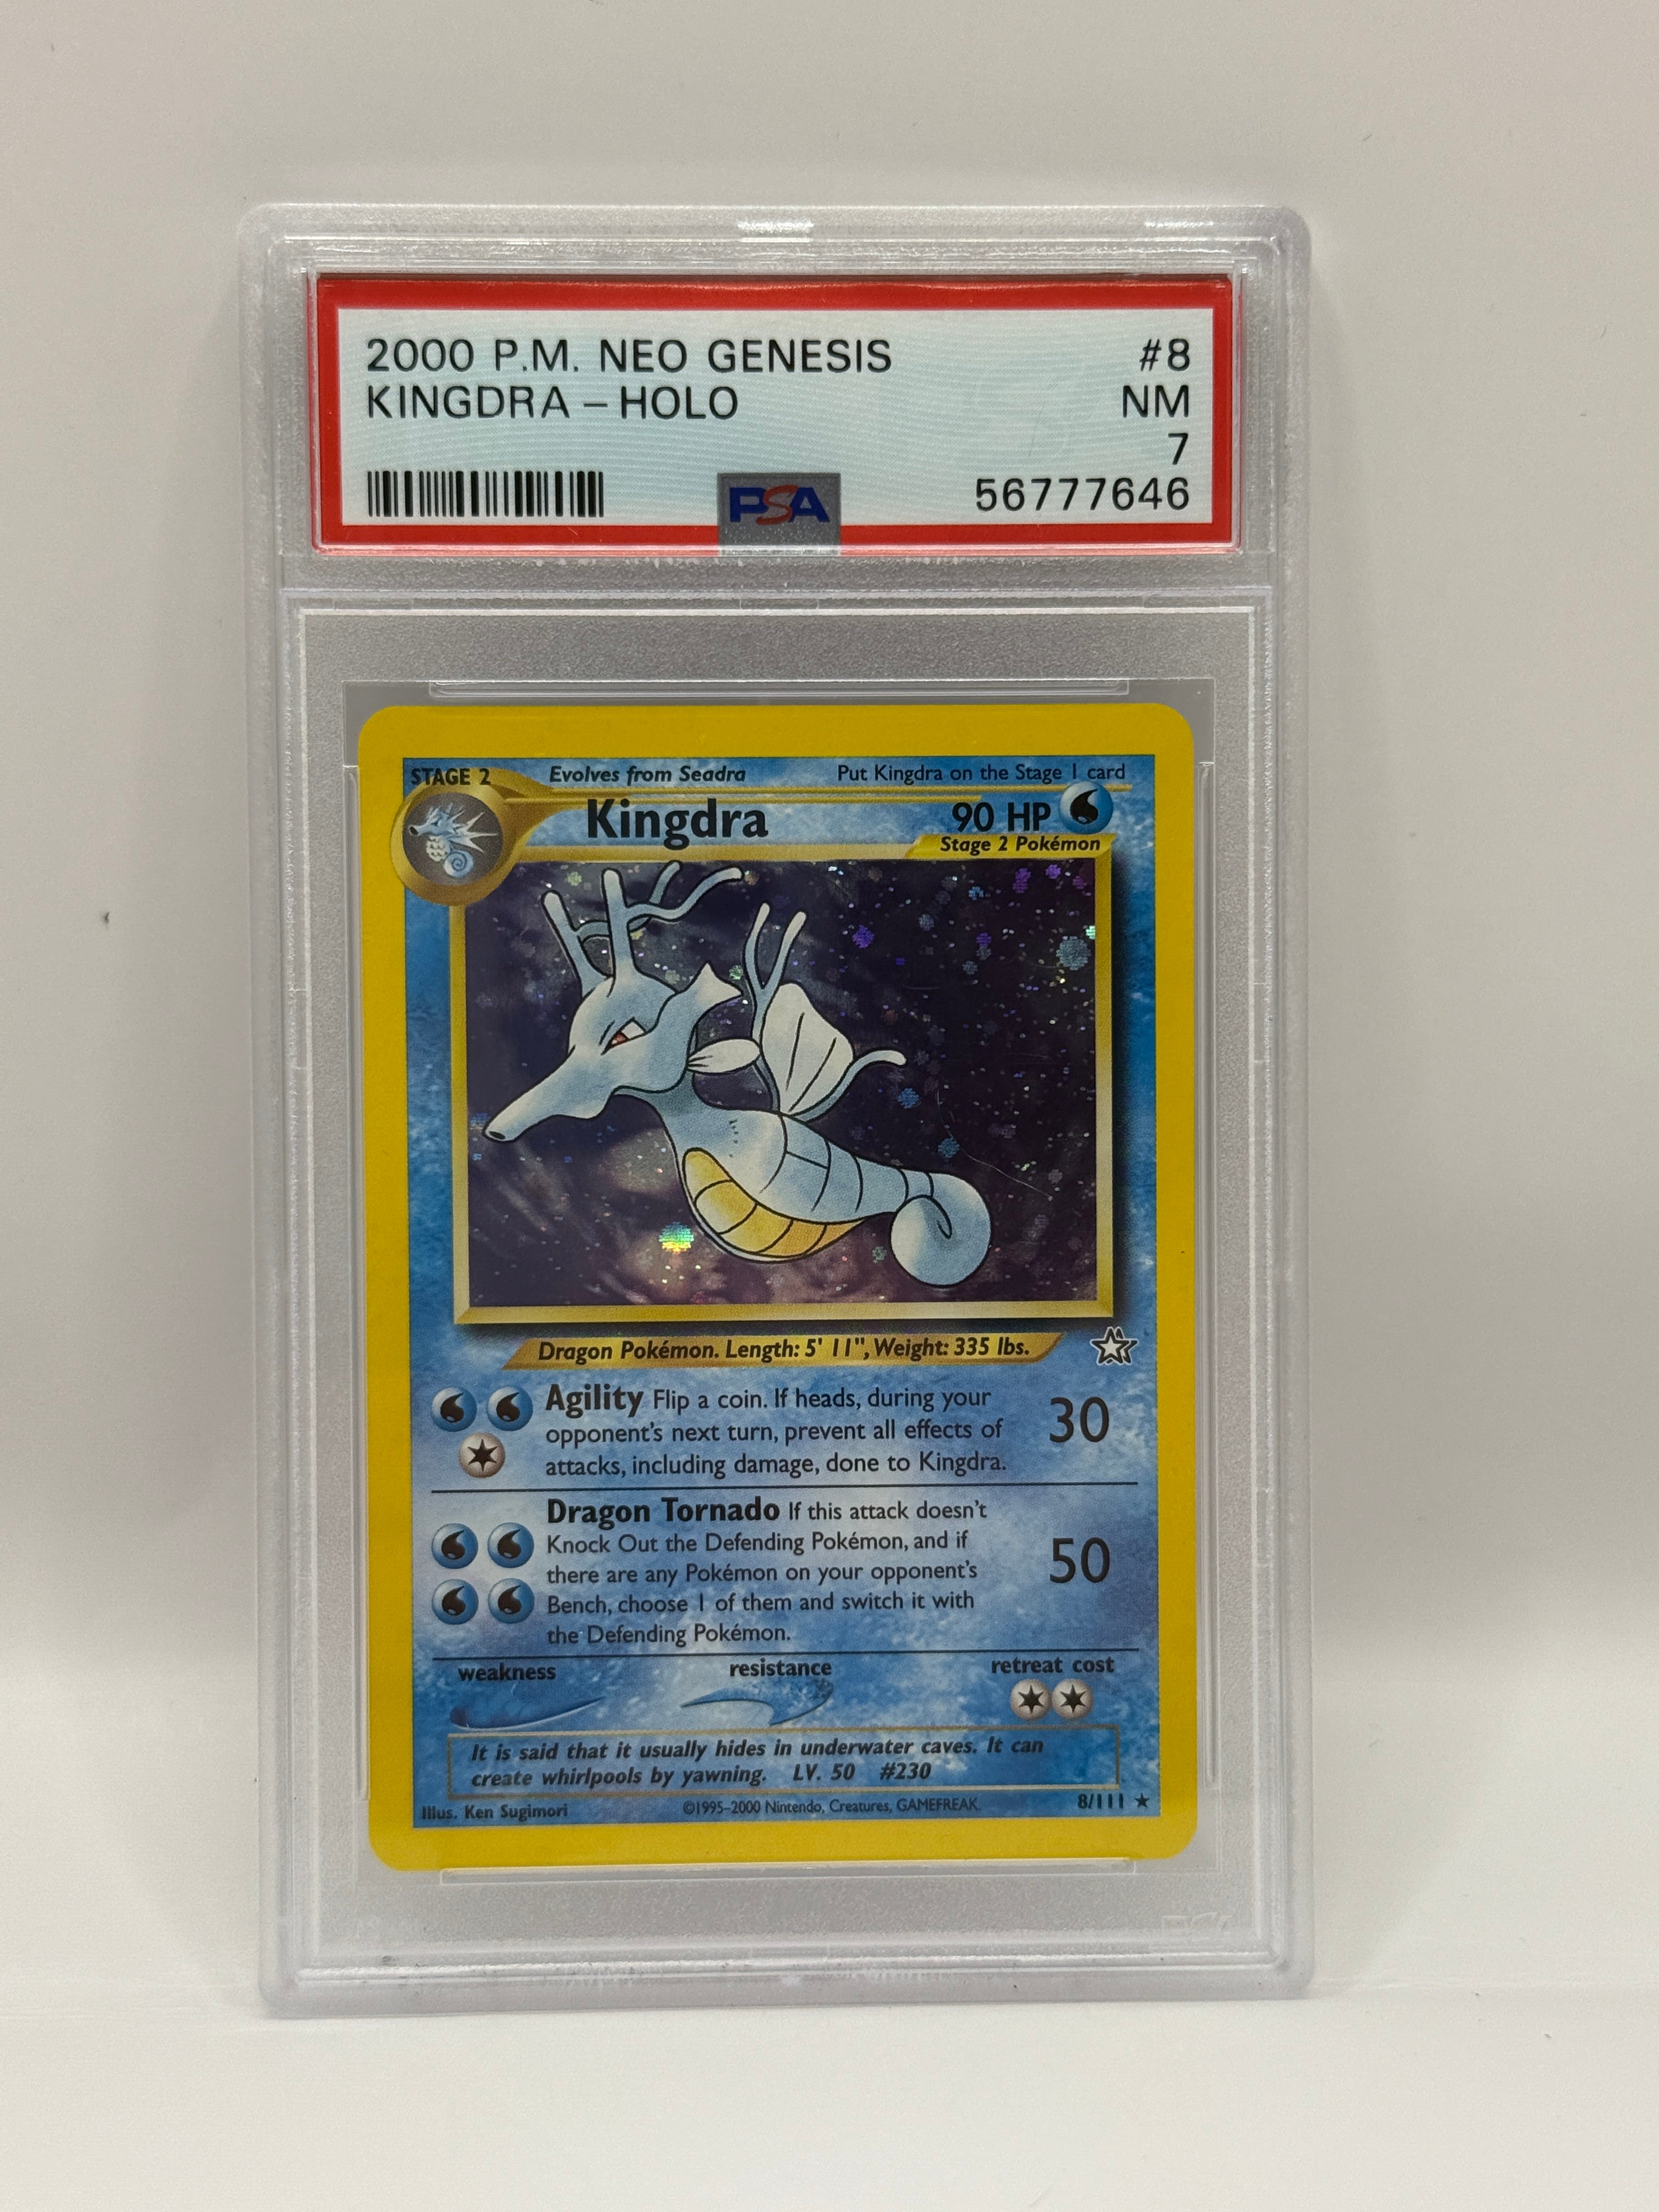 2000 P.M. NEO GENESIS #8
KINGDRA – HOLO NM
7
PSA 56777646
STAGE 2 Evolves from Seadra Put Kingdra on the Stage 1 card
Kingdra 90 HP
Stage 2 Pokémon
Dragon Pokémon. Length: 5' 11", Weight: 335 lbs.
Agility Flip a coin. If heads, during your
opponent's next turn, prevent all effects of
attacks, including damage, done to Kingdra.
30
Dragon Tornado If this attack doesn't
Knock Out the Defending Pokémon, and if
there are any Pokémon on your opponent's
Bench, choose 1 of them and switch it with
the Defending Pokémon.
50
weakness resistance retreat cost
It is said that it usually hides in underwater caves. It can
create whirlpools by yawning. LV. 50 #230
Illus. Ken Sugimori ©1995–2000 Nintendo, Creatures, GAMEFREAK. 8/111 ★